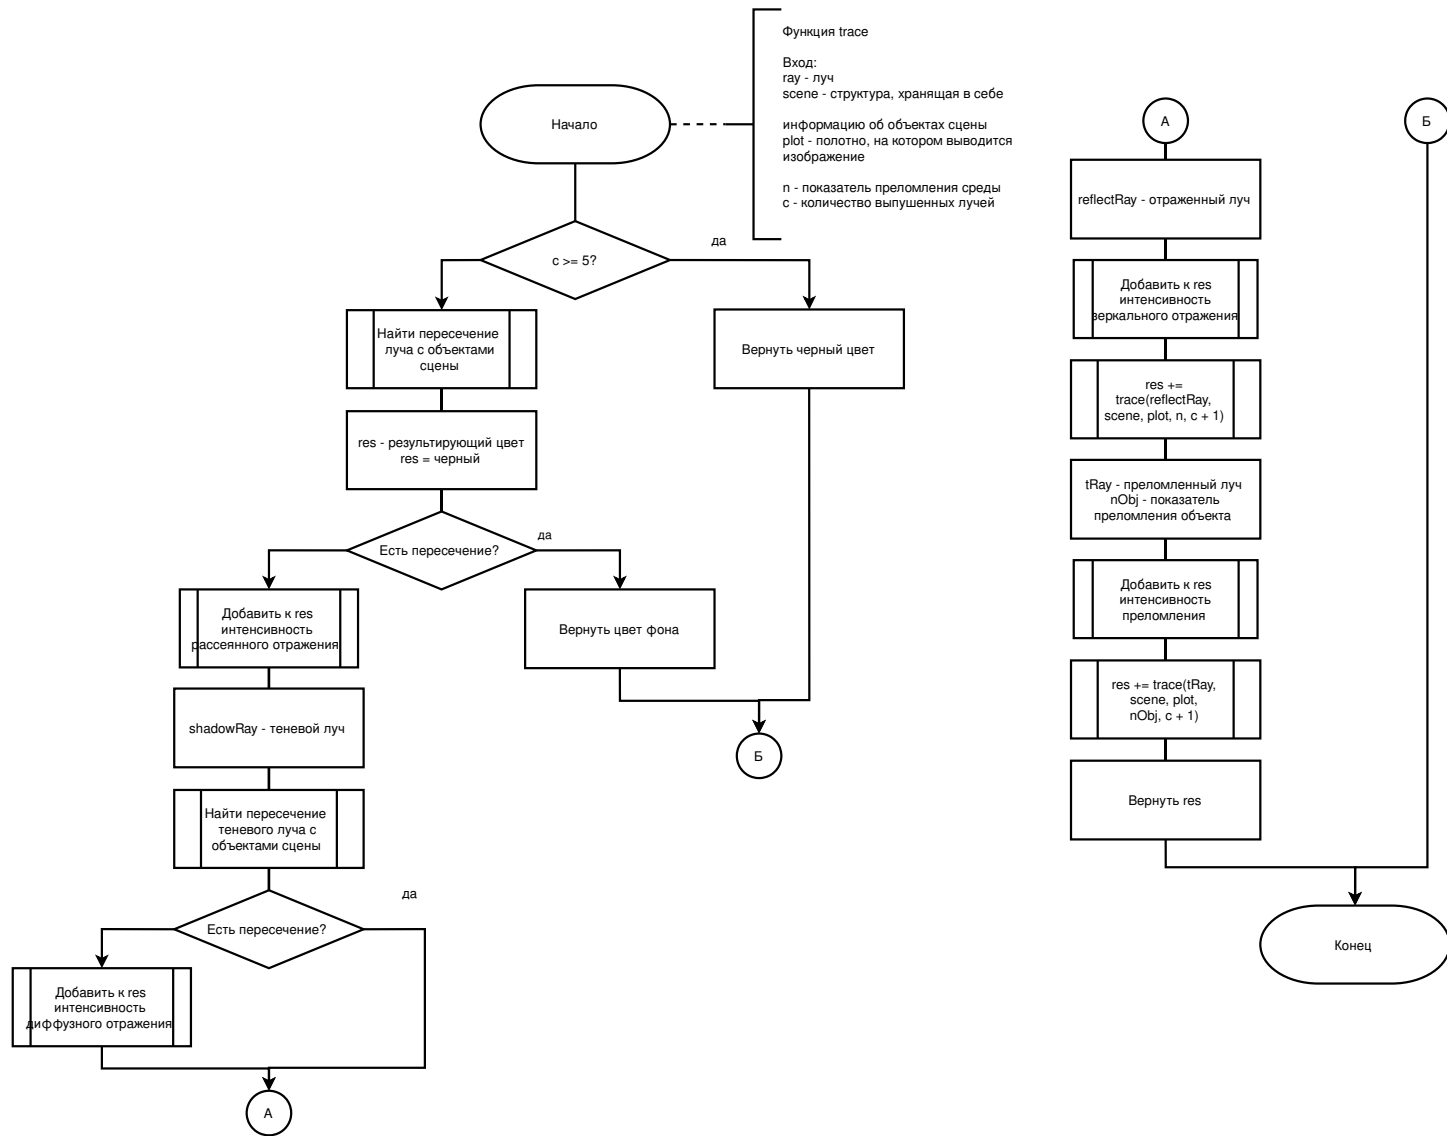 Функция trace
Вход:
ray - луч
scene - структура, хранящая в себе
информацию об объектах сцены
plot - полотно, на котором выводится
изображение
n - показатель преломления среды
c - количество выпушенных лучей
Начало
c >= 5?
да
Найти пересечение
луча с объектами
сцены
Вернуть черный цвет
res - результирующий цвет
res = черный
Есть пересечение?
да
Добавить к res
интенсивность
рассеянного отражения
Вернуть цвет фона
shadowRay - теневой луч
Б
Найти пересечение
теневого луча с
объектами сцены
да
Есть пересечение?
Добавить к res
интенсивность
диффузного отражения
А
А
Б
reflectRay - отраженный луч
Добавить к res
интенсивность
зеркального отражения
res +=
trace(reflectRay,
scene, plot, n, c + 1)
tRay - преломленный луч
nObj - показатель
преломления объекта
Добавить к res
интенсивность
преломления
res += trace(tRay,
scene, plot,
nObj, c + 1)
Вернуть res
Конец